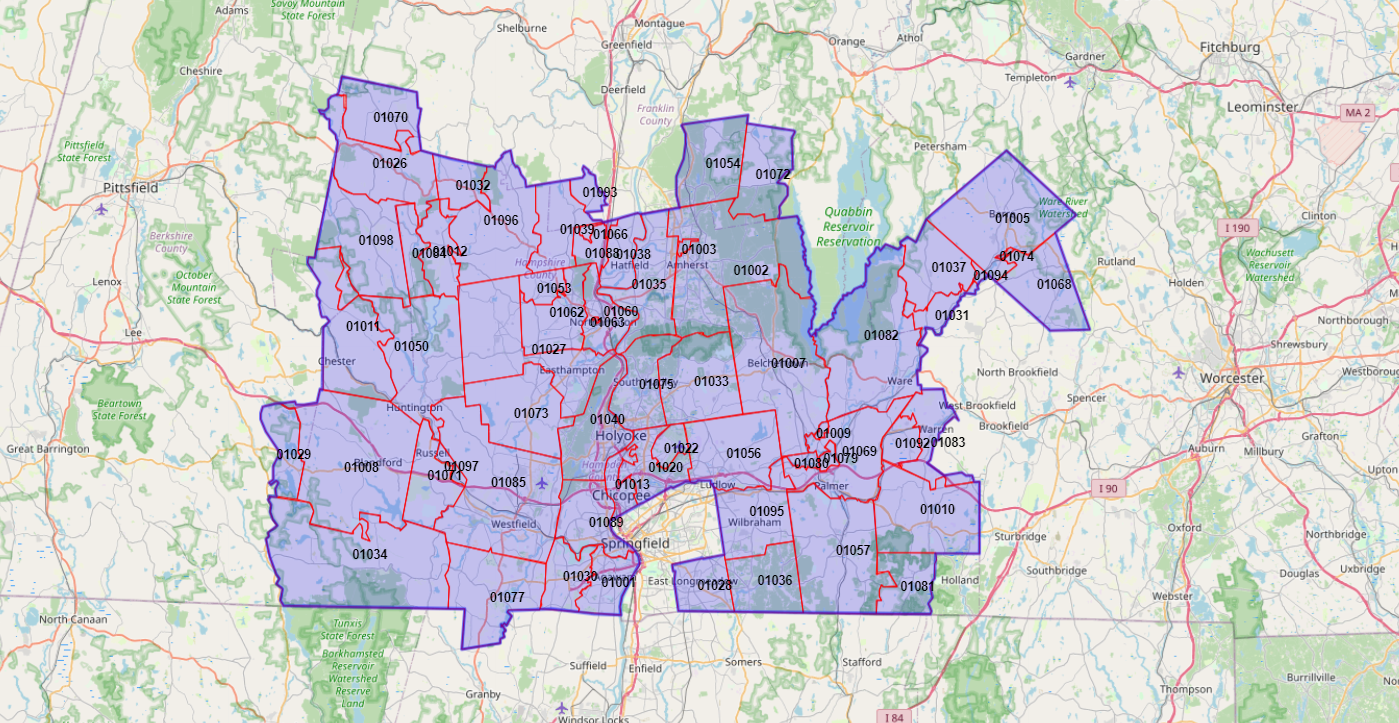 Savoy Mountain
State Forest
Adams
Shelburne
Montague
Greenfield
Orange
Athol
Gardner
Fitchburg
Cheshire
Templeton
Deerfield
Leominster
MA 2
Franklin
County
01070
Pittsfield
State Forest
Petersham
01026
01054
01072
Pittsfield
01032
01093
Ware River
Watershed
01096
01005
Clinton
Quabbin
Reservoir
Reservation
I 190
01039
01066
Berkshire
County
01098
01012
01088
01038
01003
Hatfield
Amherst
01074
Wachusett
Reservoir
Watershed
Rutland
Hampshire
County
01002
01037
01094
Holden
October
Mountain
State Forest
Lenox
01053
01035
01068
01062
01060
01063
01031
Northborough
01011
Lee
01082
Shrewsbury
01050
01027
Chester
Easthampton
01007
Westborough
North Brookfield
Worcester
01075
01033
Ware
Beartown
State Forest
Huntington
Spencer
West Brookfield
01073
01040
Brookfield
Warren
Grafton
Holyoke
01009
01092
01083
Great Barrington
01029
01022
01056
01069
Auburn
Millbury
01079
01080
Hampden
01008
Russell
01097
01071
01020
Upton
Ludlow
Palmer
01085
01013
Chicopee
I 90
01095
01010
Westfield
01089
Wilbraham
Oxford
Northbridge
Sturbridge
Springfield
01034
01057
Southbridge
Douglas
Uxbridge
01030
01001
01028
01036
01081
Holland
Webster
01077
North Canaan
Tunxis
State Forest
Barkhamsted
Reservoir
Watershed
Reserve
Land
Suffield
Enfield
Somers
Stafford
Burrillville
Granby
Thompson
Windsor Locks
I 84